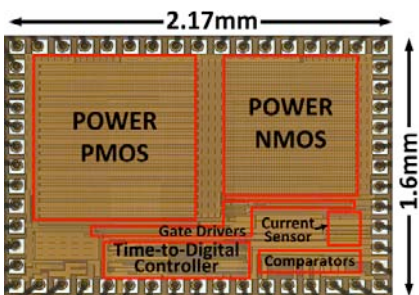 2.17mm
POWER
PMOS
POWER
NMOS
1.6mm
Gate Drivers
Current
Sensor
Time-to-Digital
Controller
Comparators